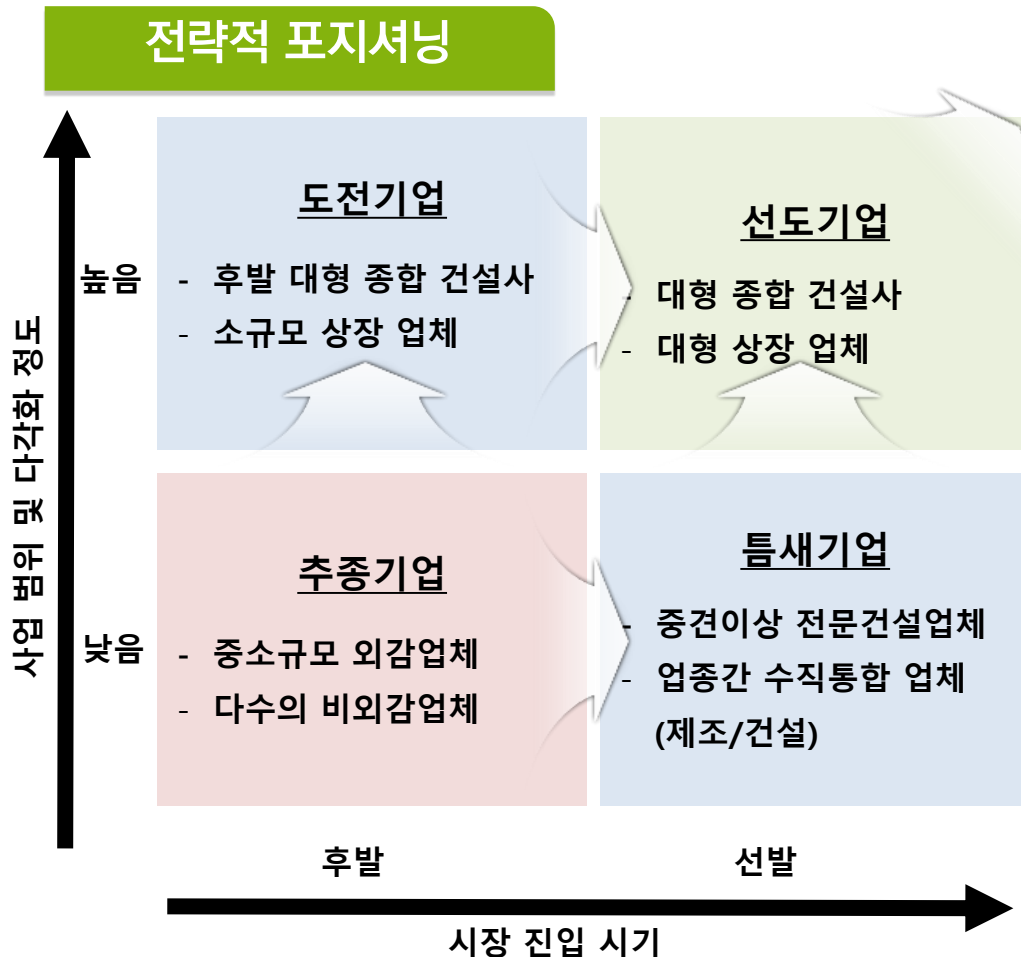 전략적 포지셔닝
사업 범위 및 다각화 정도
높음
도전기업
- 후발 대형 종합 건설사
- 소규모 상장 업체
선도기업
- 대형 종합 건설사
- 대형 상장 업체
낮음
추종기업
- 중소규모 외감업체
- 다수의 비외감업체
틈새기업
- 중견이상 전문건설업체
- 업종간 수직통합 업체
(제조/건설)
후발
선발
시장 진입 시기